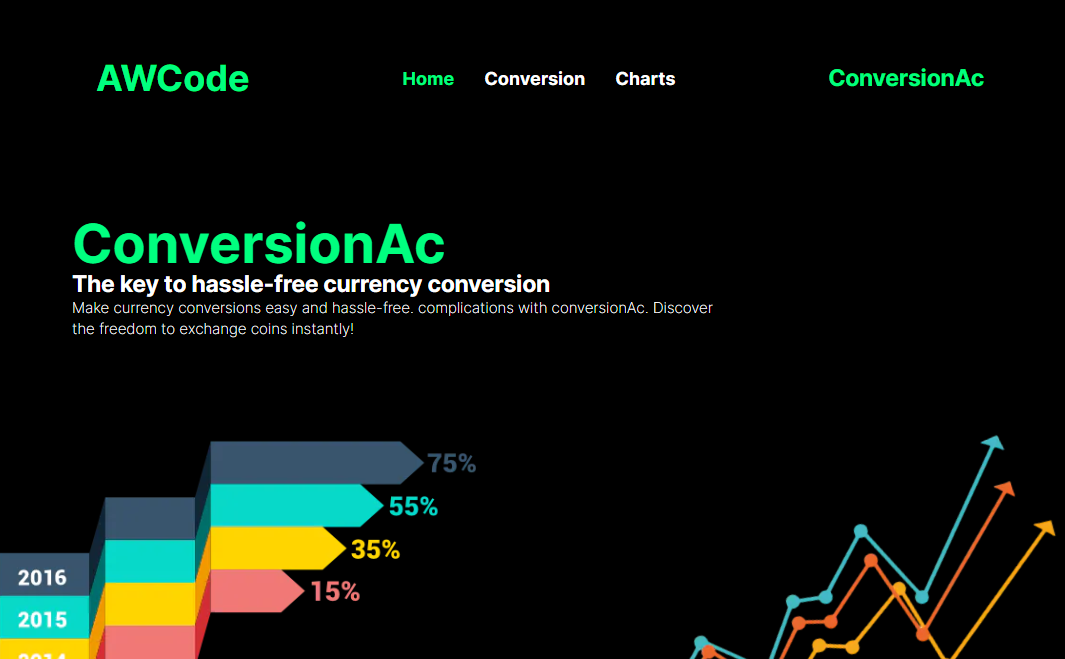 AWCode
Home Conversion Charts
ConversionAc
ConversionAc
The key to hassle-free currency conversion
Make currency conversions easy and hassle-free. complications with conversionAc. Discover
the freedom to exchange coins instantly!
75%
55%
35%
15%
2016
2015
2014